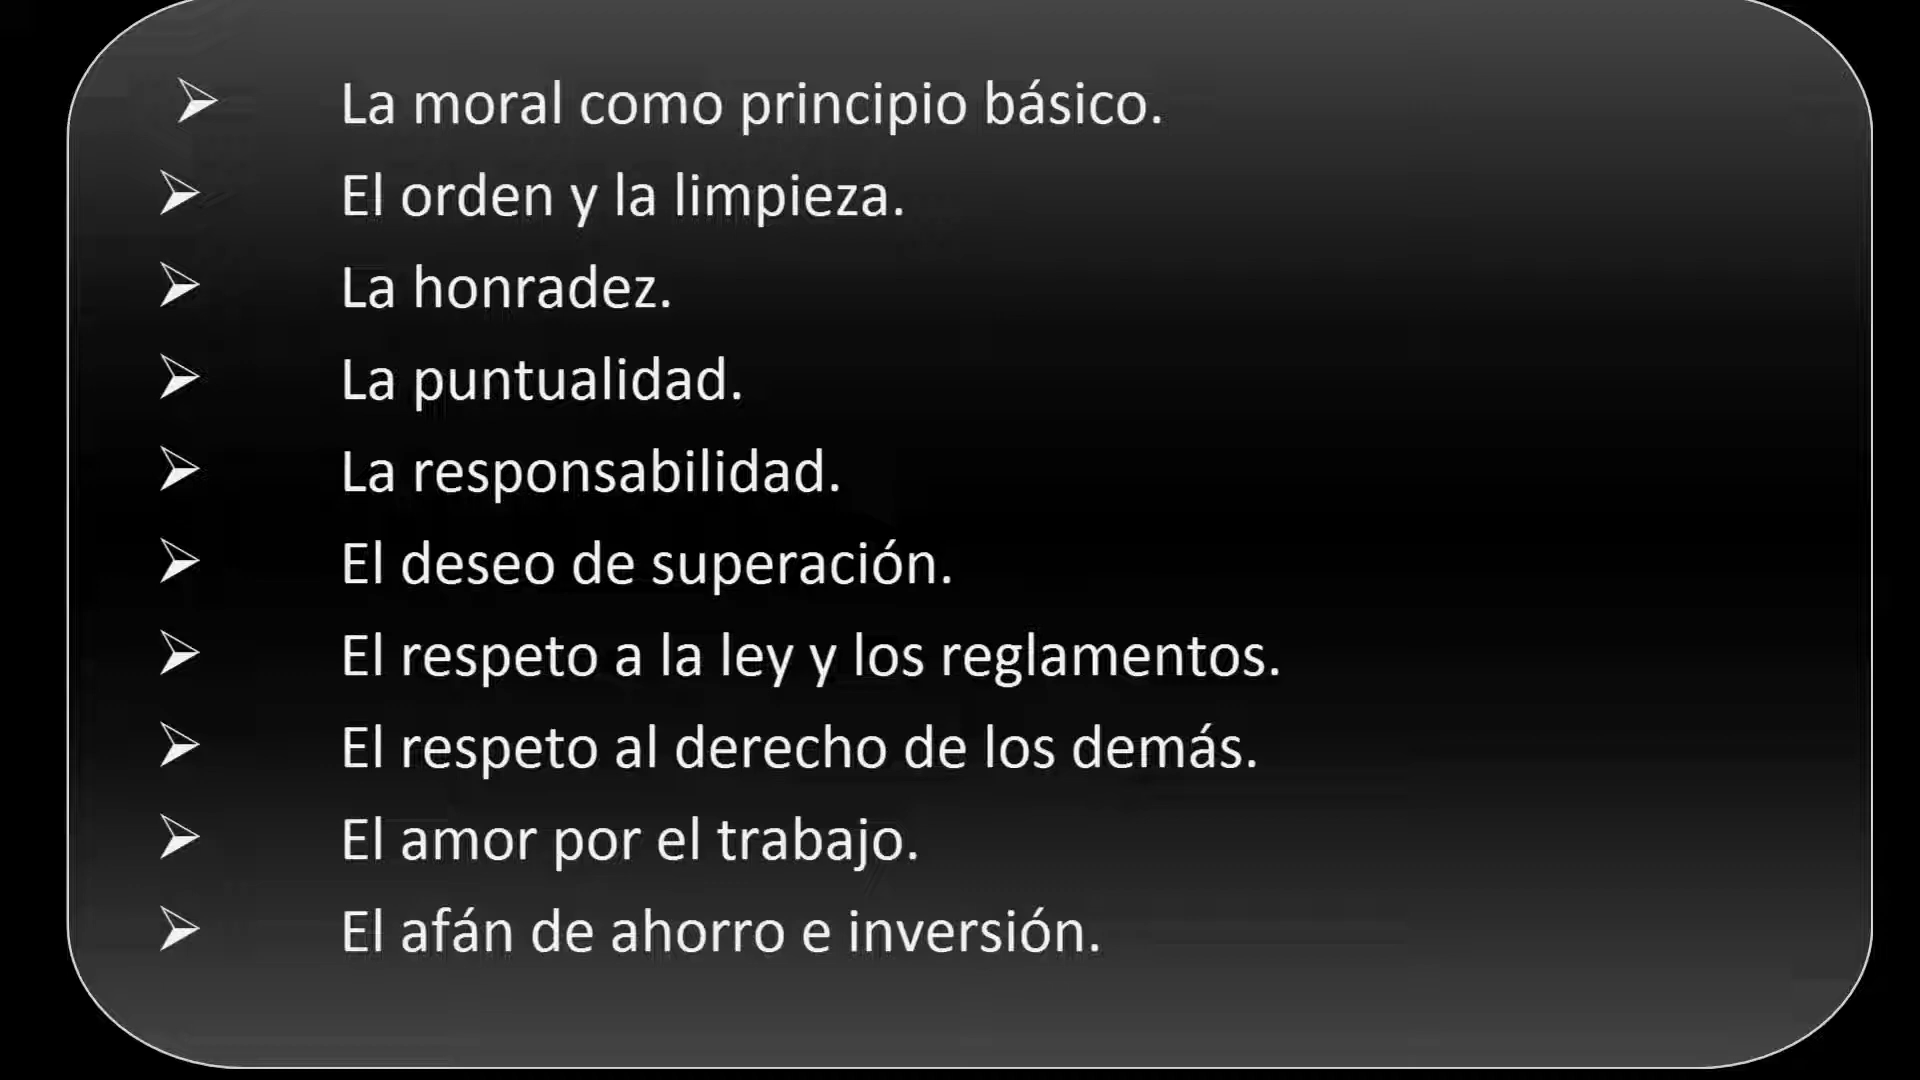 La moral como principio básico.
El orden y la limpieza.
La honradez.
La puntualidad.
La responsabilidad.
El deseo de superación.
El respeto a la ley y los reglamentos.
El respeto al derecho de los demás.
El amor por el trabajo.
El afán de ahorro e inversión.